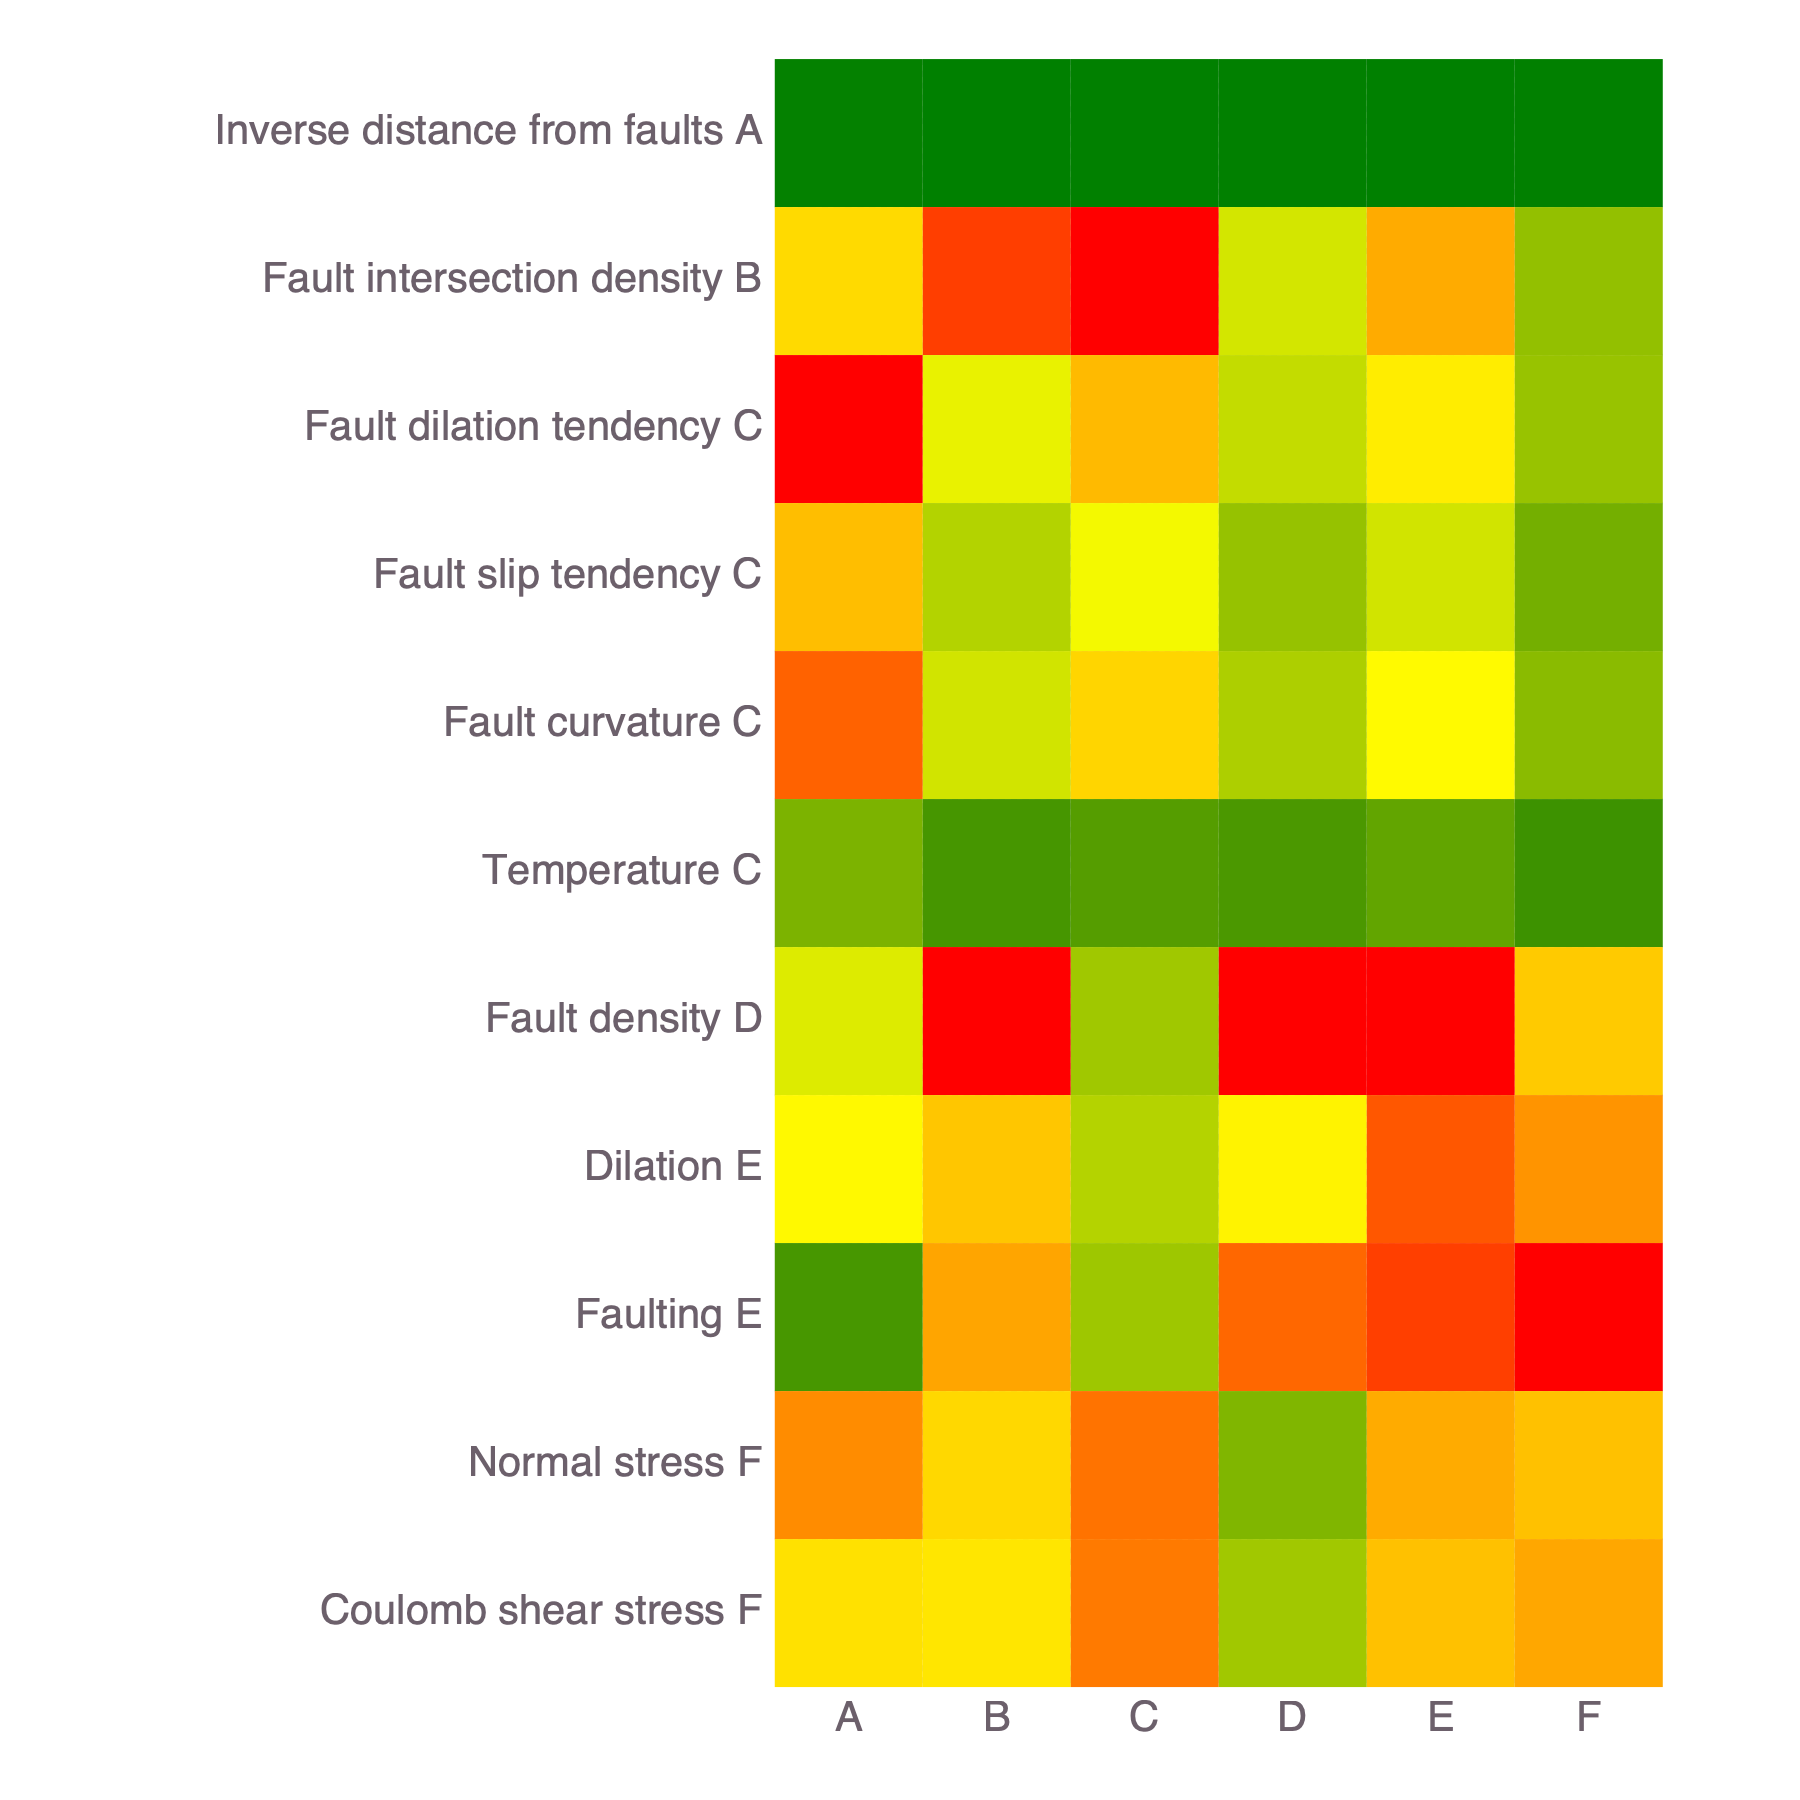 Inverse distance from faults A
Fault intersection density B
Fault dilation tendency C
Fault slip tendency C
Fault curvature C
Temperature C
Fault density D
Dilation E
Faulting E
Normal stress F
Coulomb shear stress F
A B C D E F